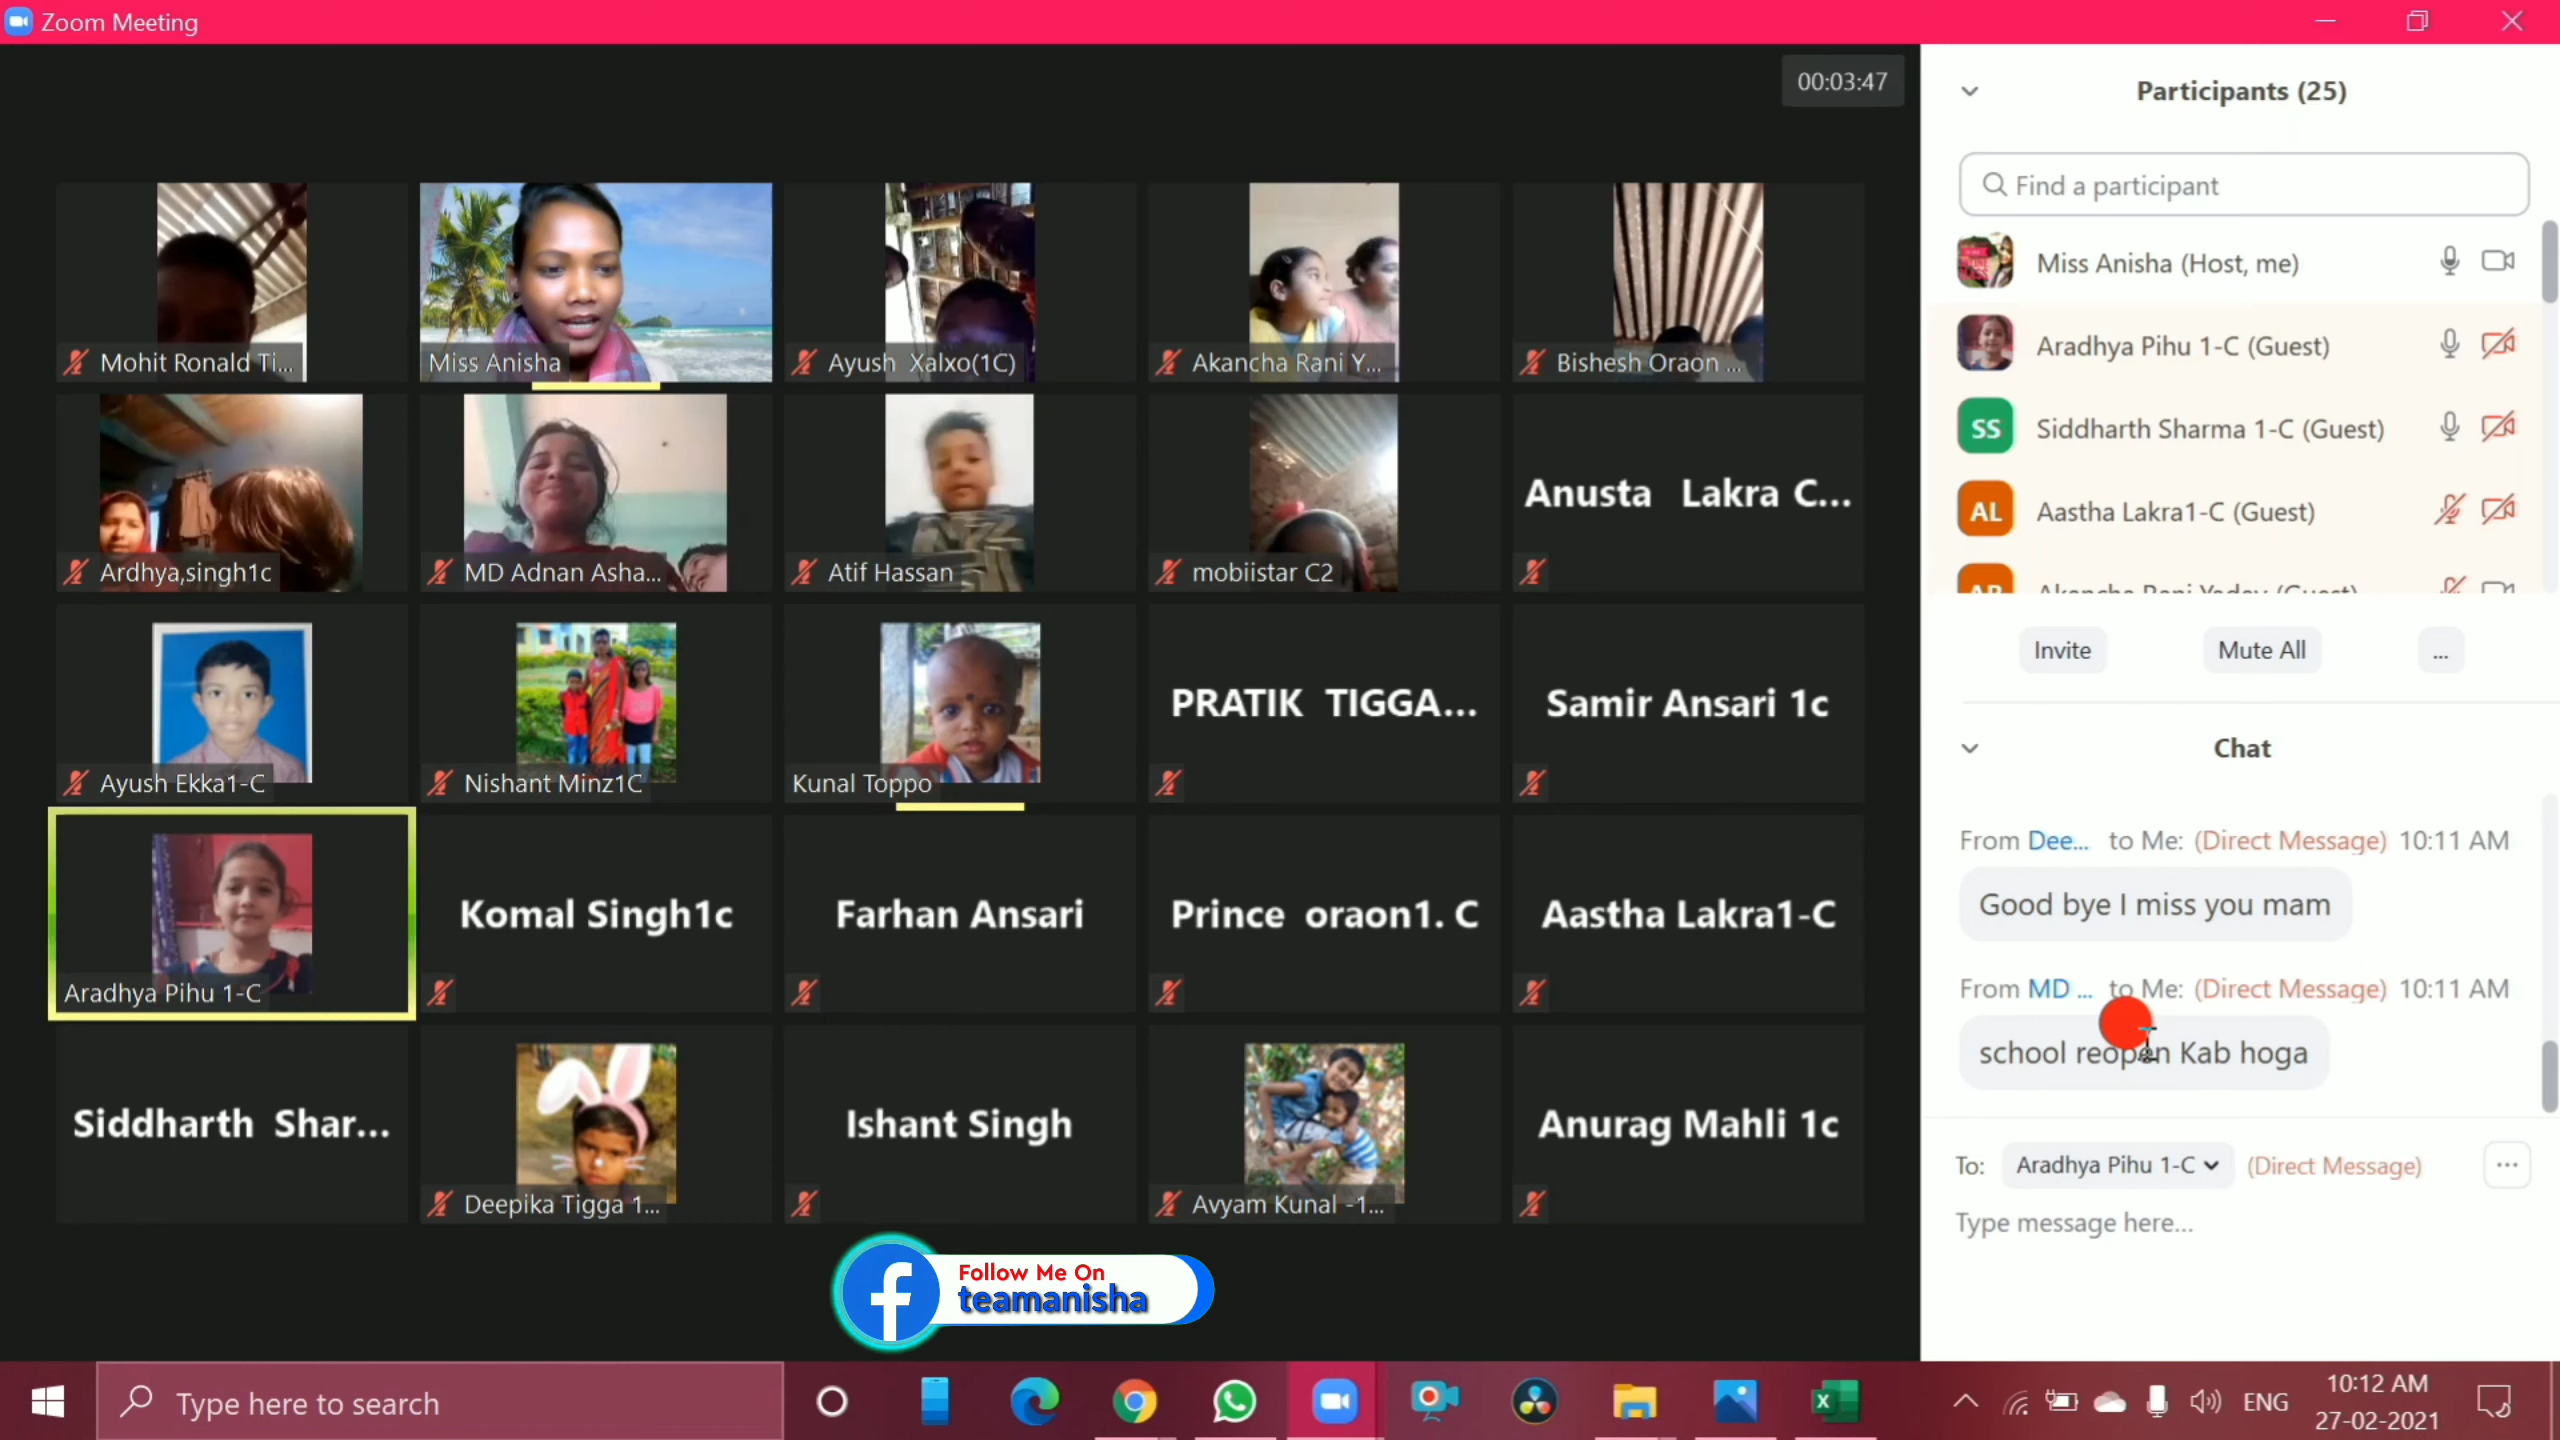 Zoom Meeting
00:03:47
Mohit Ronald Ti...
Miss Anisha
Ayush Xalxo(1C)
Akancha Rani Y...
Bishesh Oraon ...
Ardhya,singh1c
MD Adnan Asha...
Atif Hassan
mobiistar C2
Anusta Lakra C...
Ayush Ekka1-C
Nishant Minz1C
Kunal Toppo
PRATIK TIGGA...
Samir Ansari 1c
Aradhya Pihu 1-C
Komal Singh1c
Farhan Ansari
Prince oraon1. C
Aastha Lakra1-C
Siddharth Shar...
Deepika Tigga 1...
Ishant Singh
Avyam Kunal -1...
Anurag Mahli 1c
Follow Me On
teamanisha
Participants (25)
Find a participant
Miss Anisha (Host, me)
Aradhya Pihu 1-C (Guest)
SS Siddharth Sharma 1-C (Guest)
AL Aastha Lakra1-C (Guest)
AR Akancha Rani Yadav (Guest)
Invite Mute All ...
Chat
From Dee... to Me: (Direct Message) 10:11 AM
Good bye I miss you mam
From MD ... to Me: (Direct Message) 10:11 AM
school reopen Kab hoga
To: Aradhya Pihu 1-C (Direct Message) ...
Type message here...
Type here to search
ENG
10:12 AM
27-02-2021